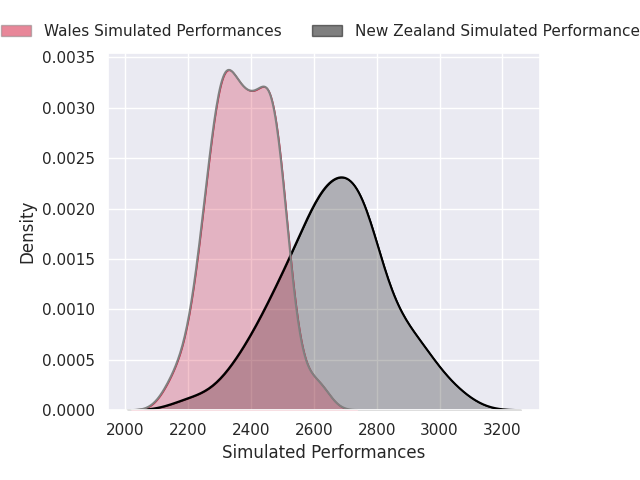 Wales Simulated Performances New Zealand Simulated Performance
0.0035
0.0030
0.0025
0.0020
0.0015
0.0010
0.0005
0.0000
Density
2000 2200 2400 2600 2800 3000 3200
Simulated Performances